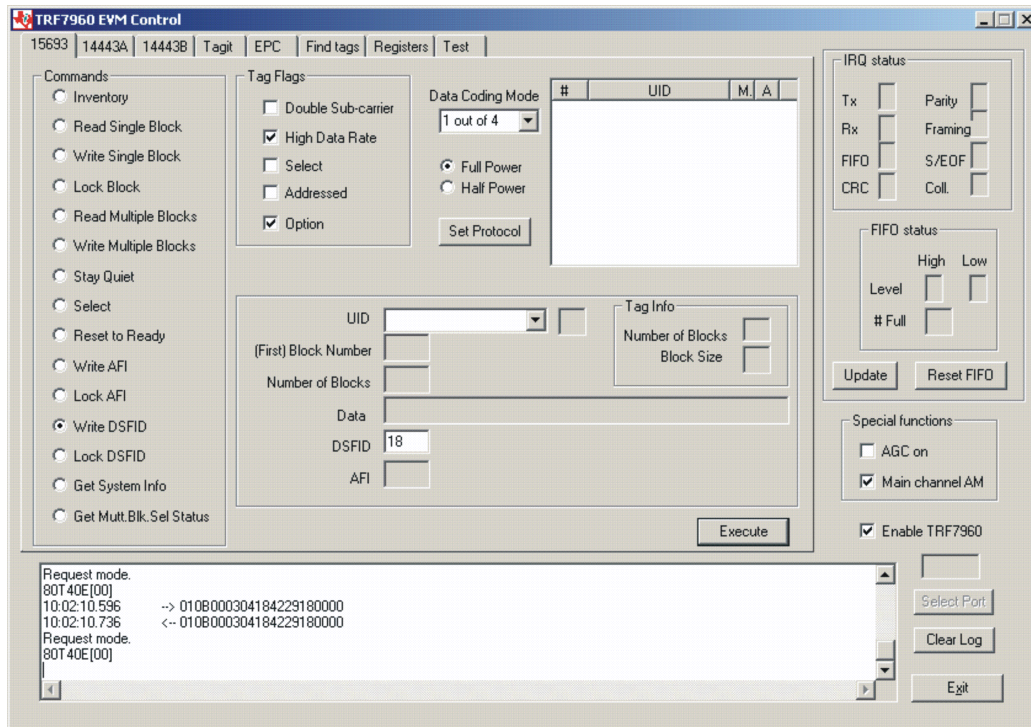 TRF7960 EVM Control
15693 14443A 14443B Tagit EPC Find tags Registers Test
Commands
Inventory
Read Single Block
Write Single Block
Lock Block
Read Multiple Blocks
Write Multiple Blocks
Stay Quiet
Select
Reset to Ready
Write AFI
Lock AFI
Write DSFID
Lock DSFID
Get System Info
Get Mutt.Blk.Sel Status
Tag Flags
Double Sub-carrier
High Data Rate
Select
Addressed
Option
Data Coding Mode
1 out of 4
Full Power
Half Power
Set Protocol
# UID M. A
UID
(First) Block Number
Number of Blocks
Data
DSFID 18
AFI
Tag Info
Number of Blocks
Block Size
Execute
IRQ status
Tx Parity
Rx Framing
FIFO S/EOF
CRC Coll.
FIFO status
High Low
Level
# Full
Update Reset FIFO
Special functions
AGC on
Main channel AM
Enable TRF7960
Select Port
Clear Log
Exit
Request mode.
80T40E[00]
10:02:10.596 --> 010B000304184229180000
10:02:10.736 <-- 010B000304184229180000
Request mode.
80T40E[00]